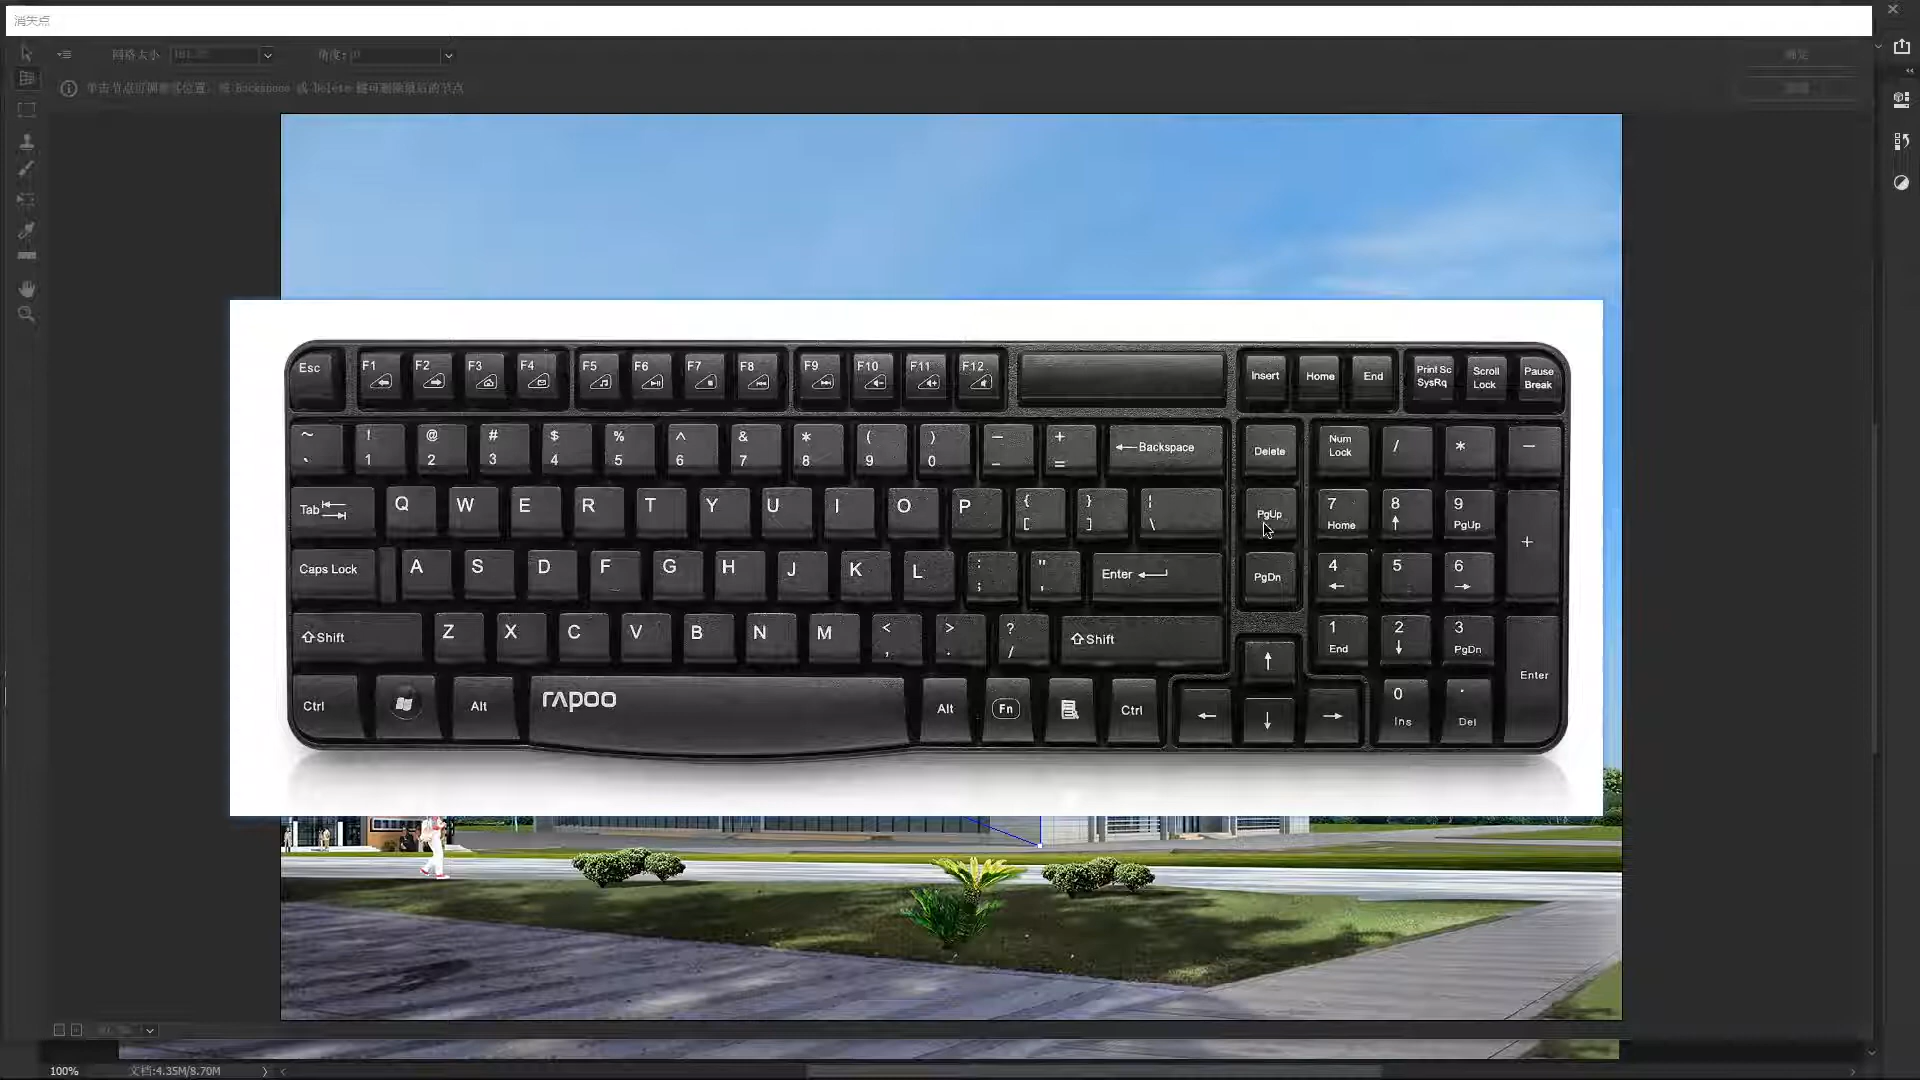 消失点
网格大小
角度:
单击节点可调整其位置，或 Backspace 或 Delete 键可删除最后的节点
确定
Esc F1 F2 F3 F4 F5 F6 F7 F8 F9 F10 F11 F12 Insert Home End Print Sc SysRq Scroll Lock Pause Break
~ ! @ # $ % ^ & * ( ) — + ←Backspace Delete Num Lock / * —
` 1 2 3 4 5 6 7 8 9 0 _ =
Tab Q W E R T Y U I O P { } ¦ PgUp 7 Home 8 ↑ 9 PgUp +
[ ] \
Caps Lock A S D F G H J K L : " Enter PgDn 4 ← 5 6 →
; ,
Shift Z X C V B N M < > ? Shift ↑ 1 End 2 ↓ 3 PgDn Enter
, . /
Ctrl Alt rapoo Alt Fn Ctrl ← ↓ → 0 Ins . Del
100% 文档:4.35M/8.70M